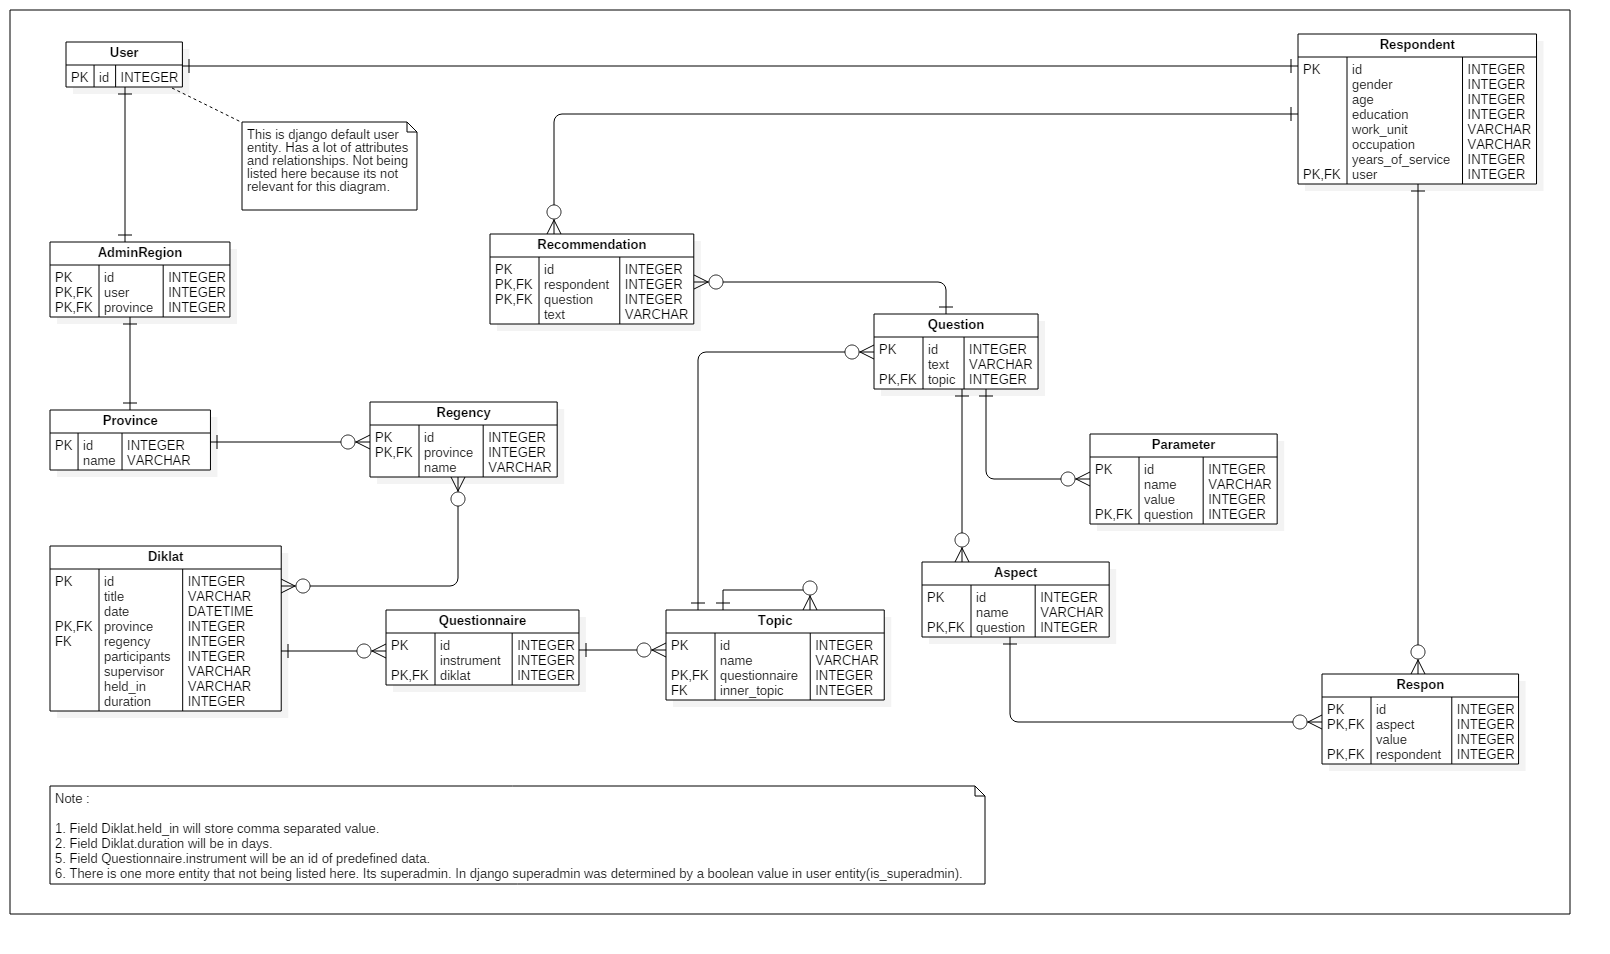 User
PK id INTEGER
This is django default user
entity. Has a lot of attributes
and relationships. Not being
listed here because its not
relevant for this diagram.
Respondent
PK id INTEGER
gender INTEGER
age INTEGER
education INTEGER
work_unit VARCHAR
occupation VARCHAR
years_of_service INTEGER
PK,FK user INTEGER
AdminRegion
PK id INTEGER
PK,FK user INTEGER
PK,FK province INTEGER
Recommendation
PK id INTEGER
PK,FK respondent INTEGER
PK,FK question INTEGER
text VARCHAR
Question
PK id INTEGER
text VARCHAR
PK,FK topic INTEGER
Province
PK id INTEGER
name VARCHAR
Regency
PK id INTEGER
PK,FK province INTEGER
name VARCHAR
Parameter
PK id INTEGER
name VARCHAR
value INTEGER
PK,FK question INTEGER
Diklat
PK id INTEGER
title VARCHAR
date DATETIME
PK,FK province INTEGER
FK regency INTEGER
participants INTEGER
supervisor VARCHAR
held_in VARCHAR
duration INTEGER
Questionnaire
PK id INTEGER
instrument INTEGER
PK,FK diklat INTEGER
Topic
PK id INTEGER
name VARCHAR
PK,FK questionnaire INTEGER
FK inner_topic INTEGER
Aspect
PK id INTEGER
name VARCHAR
PK,FK question INTEGER
Respon
PK id INTEGER
PK,FK aspect INTEGER
value INTEGER
PK,FK respondent INTEGER
Note :
1. Field Diklat.held_in will store comma separated value.
2. Field Diklat.duration will be in days.
5. Field Questionnaire.instrument will be an id of predefined data.
6. There is one more entity that not being listed here. Its superadmin. In django superadmin was determined by a boolean value in user entity(is_superadmin).